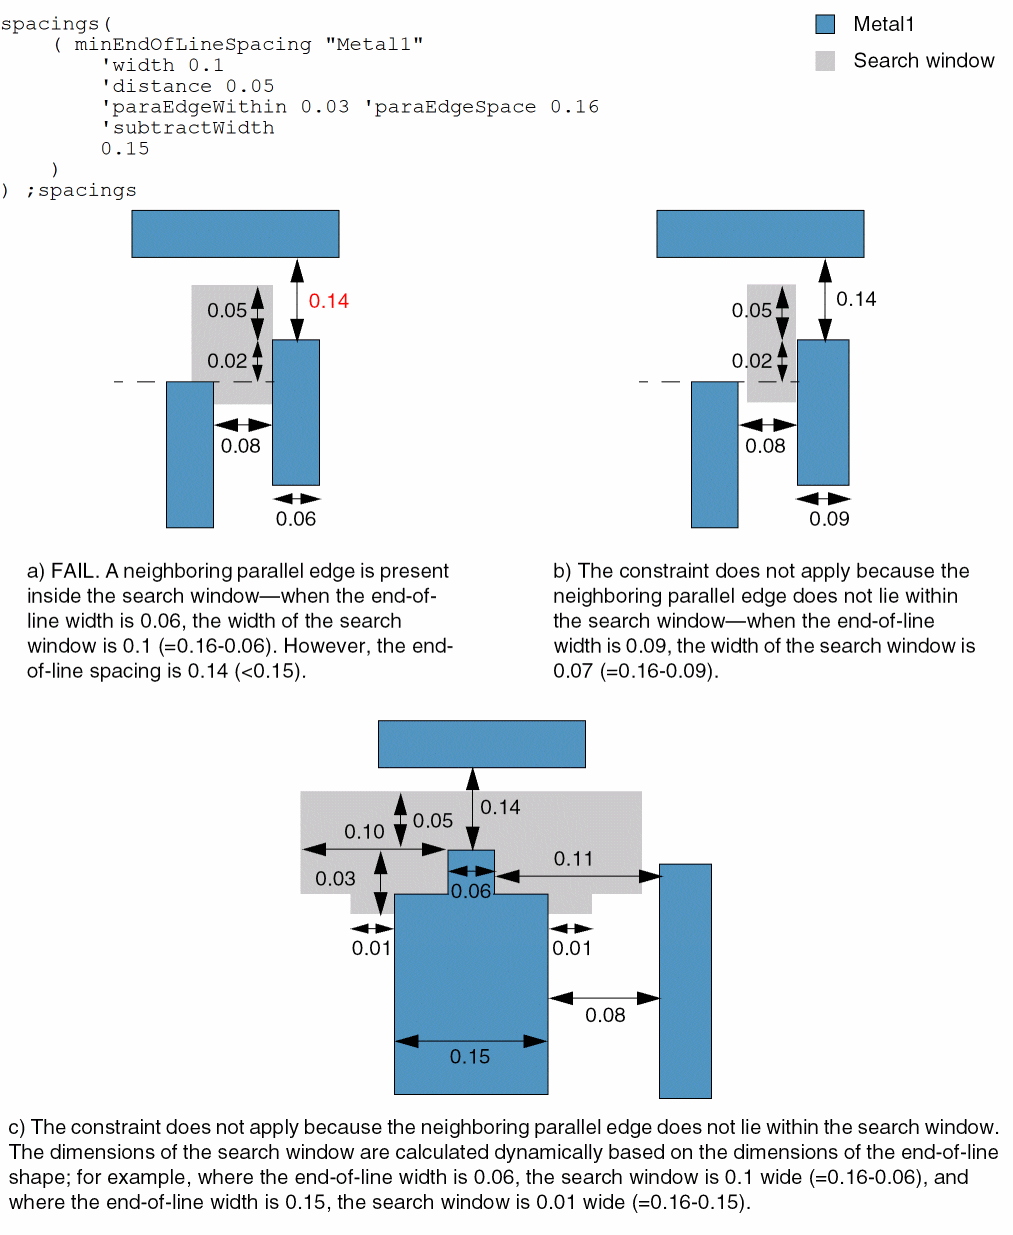 spacings(
( minEndOfLineSpacing "Metal1"
'width 0.1
'distance 0.05
'paraEdgeWithin 0.03 'paraEdgeSpace 0.16
'subtractWidth
0.15
)
) ;spacings
Metal1
Search window
0.05
0.14
0.02
0.08
0.06
0.05
0.14
0.02
0.08
0.09
a) FAIL. A neighboring parallel edge is present
inside the search window—when the end-of-
line width is 0.06, the width of the search
window is 0.1 (=0.16-0.06). However, the end-
of-line spacing is 0.14 (<0.15).
b) The constraint does not apply because the
neighboring parallel edge does not lie within
the search window—when the end-of-line
width is 0.09, the width of the search window is
0.07 (=0.16-0.09).
0.14
0.05
0.10
0.11
0.03
0.06
0.01
0.01
0.08
0.15
c) The constraint does not apply because the neighboring parallel edge does not lie within the search window.
The dimensions of the search window are calculated dynamically based on the dimensions of the end-of-line
shape; for example, where the end-of-line width is 0.06, the search window is 0.1 wide (=0.16-0.06), and
where the end-of-line width is 0.15, the search window is 0.01 wide (=0.16-0.15).